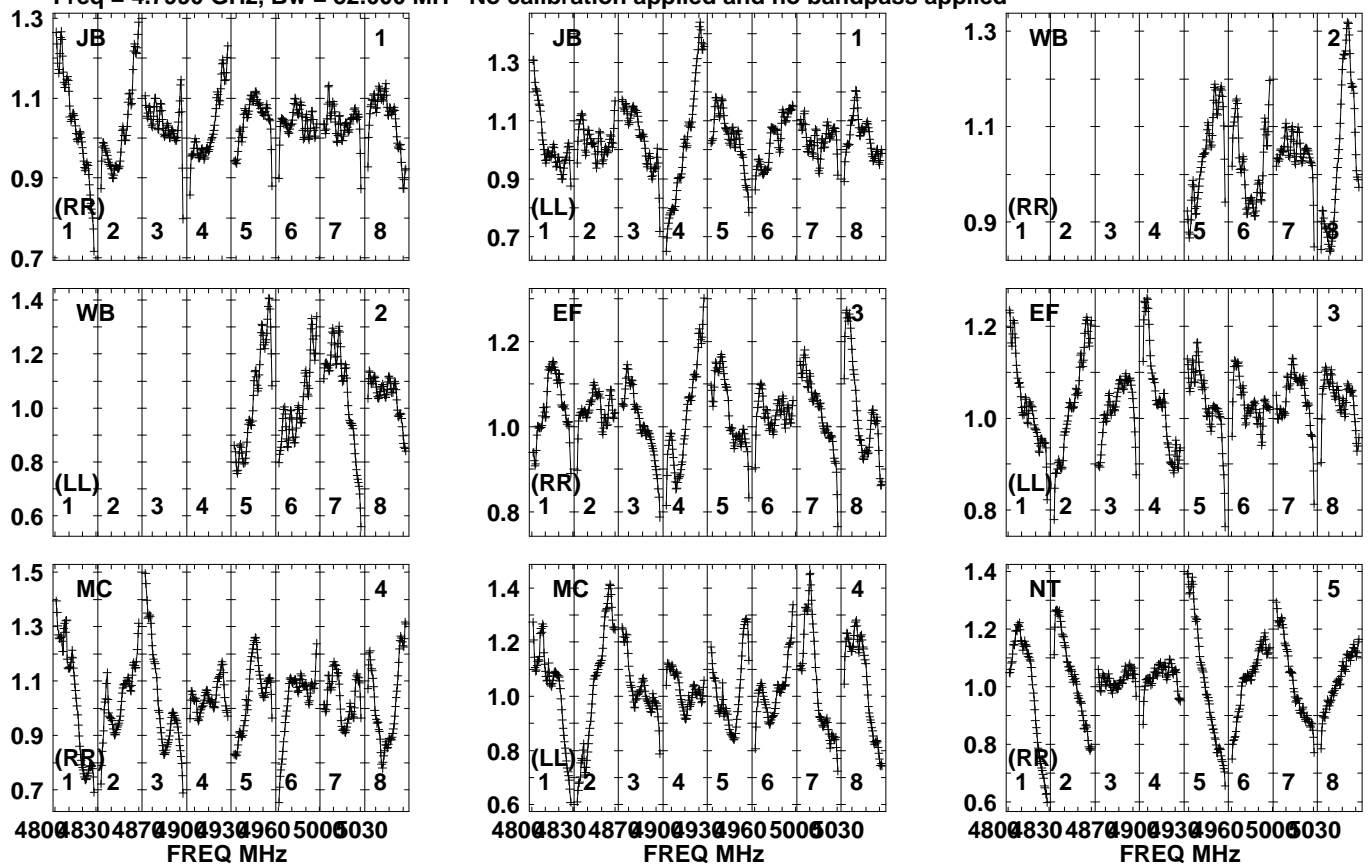 No calibration applied and no bandpass applied
1.3 JB 1 JB 1 1.3 WB 2
1.3
1.1 1.1 1.1
0.9 0.9
(RR) (LL) (RR) 0.9
1 2 3 4 5 6 7 8 1 2 3 4 5 6 7 8 1 2 3 4 5 6 7 8
0.7 0.7
1.4 WB 2 EF 3 EF 3
1.2 1.2 1.2
1.0 1.0 1.0
0.8
(LL) (RR) (LL)
1 2 3 4 5 6 7 8 1 2 3 4 5 6 7 8 1 2 3 4 5 6 7 8
0.6 0.8 0.8
1.5 MC 4 1.4 MC 4 1.4 NT 5
1.3 1.2 1.2
1.1 1.0 1.0
0.9 0.8 0.8
(RR) (LL) (RR)
0.7 1 2 3 4 5 6 7 8 1 2 3 4 5 6 7 8 1 2 3 4 5 6 7 8
0.6 0.6
4800 4830 4870 4900 4930 4960 5000 5030 4800 4830 4870 4900 4930 4960 5000 5030 4800 4830 4870 4900 4930 4960 5000 5030
FREQ MHz FREQ MHz FREQ MHz